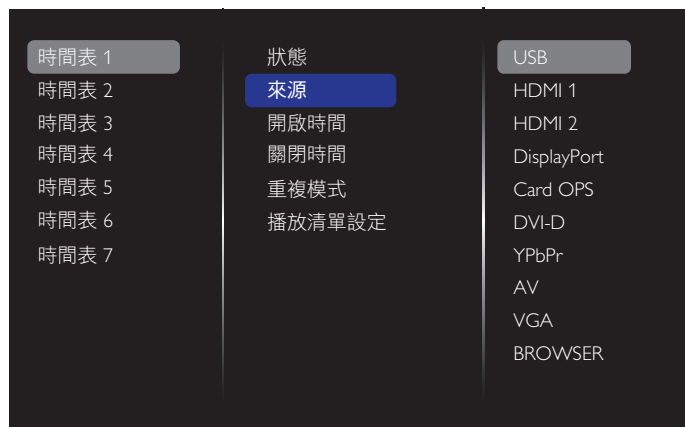 時間表 1
時間表 2
時間表 3
時間表 4
時間表 5
時間表 6
時間表 7
狀態
來源
開啟時間
關閉時間
重複模式
播放清單設定
USB
HDMI 1
HDMI 2
DisplayPort
Card OPS
DVI-D
YPbPr
AV
VGA
BROWSER